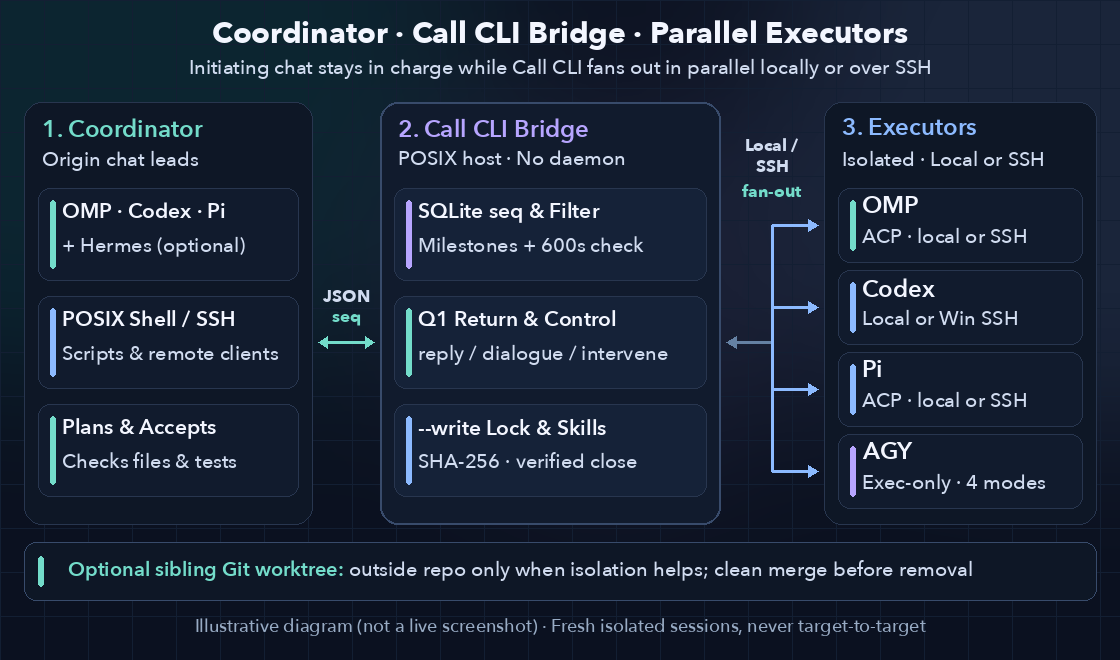 Coordinator · Call CLI Bridge · Parallel Executors
Initiating chat stays in charge while Call CLI fans out in parallel locally or over SSH
1. Coordinator
Origin chat leads
OMP · Codex · Pi
+ Hermes (optional)
POSIX Shell / SSH
Scripts & remote clients
Plans & Accepts
Checks files & tests
JSON
seq
2. Call CLI Bridge
POSIX host · No daemon
SQLite seq & Filter
Milestones + 600s check
Q1 Return & Control
reply / dialogue / intervene
--write Lock & Skills
SHA-256 · verified close
Local /
SSH
fan-out
3. Executors
Isolated · Local or SSH
OMP
ACP · local or SSH
Codex
Local or Win SSH
Pi
ACP · local or SSH
AGY
Exec-only · 4 modes
Optional sibling Git worktree: outside repo only when isolation helps; clean merge before removal
Illustrative diagram (not a live screenshot) · Fresh isolated sessions, never target-to-target